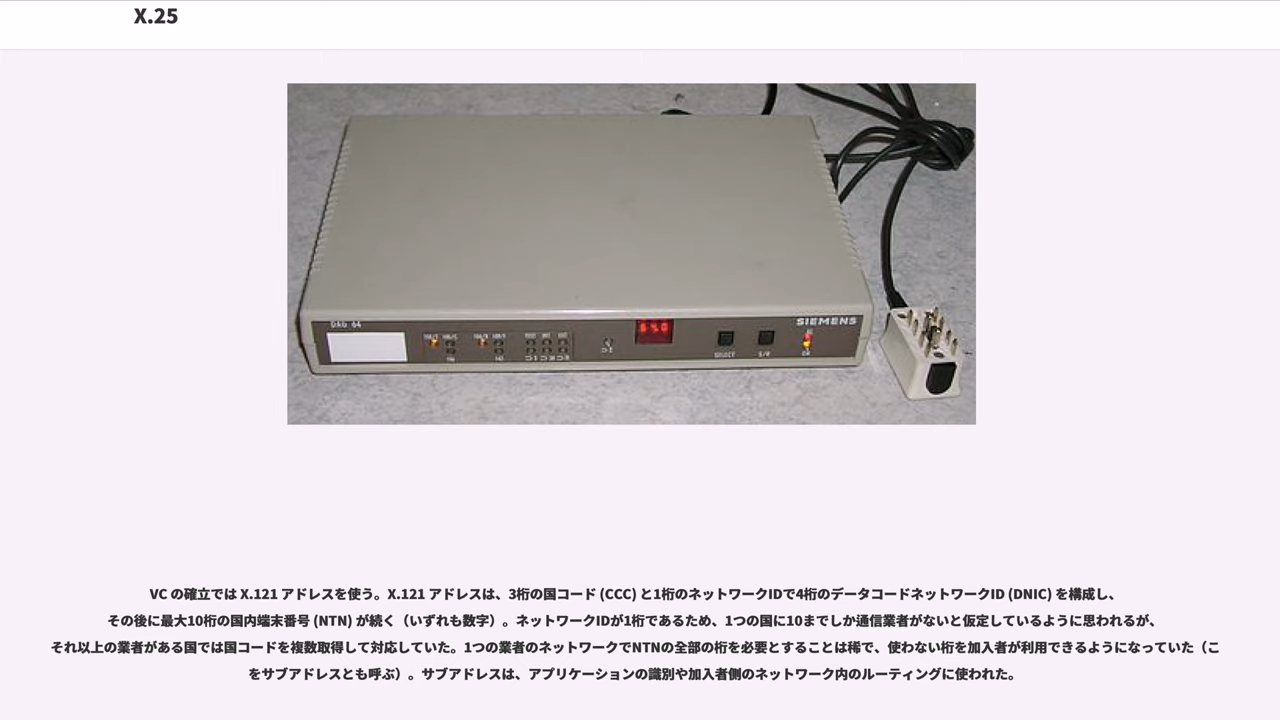 X.25
DAG 64
SIEMENS
SELECT
S/R
VC の確立では X.121 アドレスを使う。X.121 アドレスは、3桁の国コード (CCC) と1桁のネットワークIDで4桁のデータコードネットワークID (DNIC) を構成し、
その後に最大10桁の国内端末番号 (NTN) が続く（いずれも数字）。ネットワークIDが1桁であるため、1つの国に10までしか通信業者がないと仮定しているように思われるが、
それ以上の業者がある国では国コードを複数取得して対応していた。1つの業者のネットワークでNTNの全部の桁を必要とすることは稀で、使わない桁を加入者が利用できるようになっていた（こ
をサブアドレスとも呼ぶ）。サブアドレスは、アプリケーションの識別や加入者側のネットワーク内のルーティングに使われた。